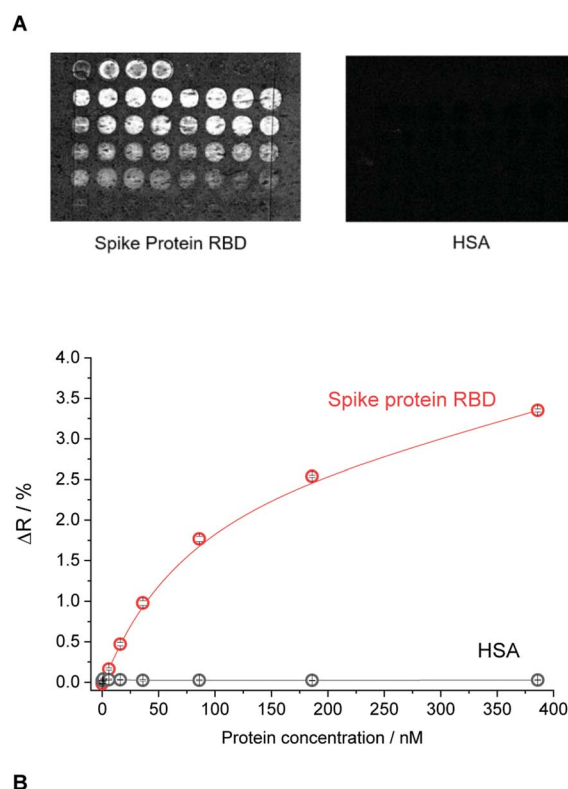 A
Spike Protein RBD
HSA
4.0
3.5
3.0
2.5
2.0
1.5
1.0
0.5
0.0
ΔR / %
Spike protein RBD
HSA
0 50 100 150 200 250 300 350 400
Protein concentration / nM
B